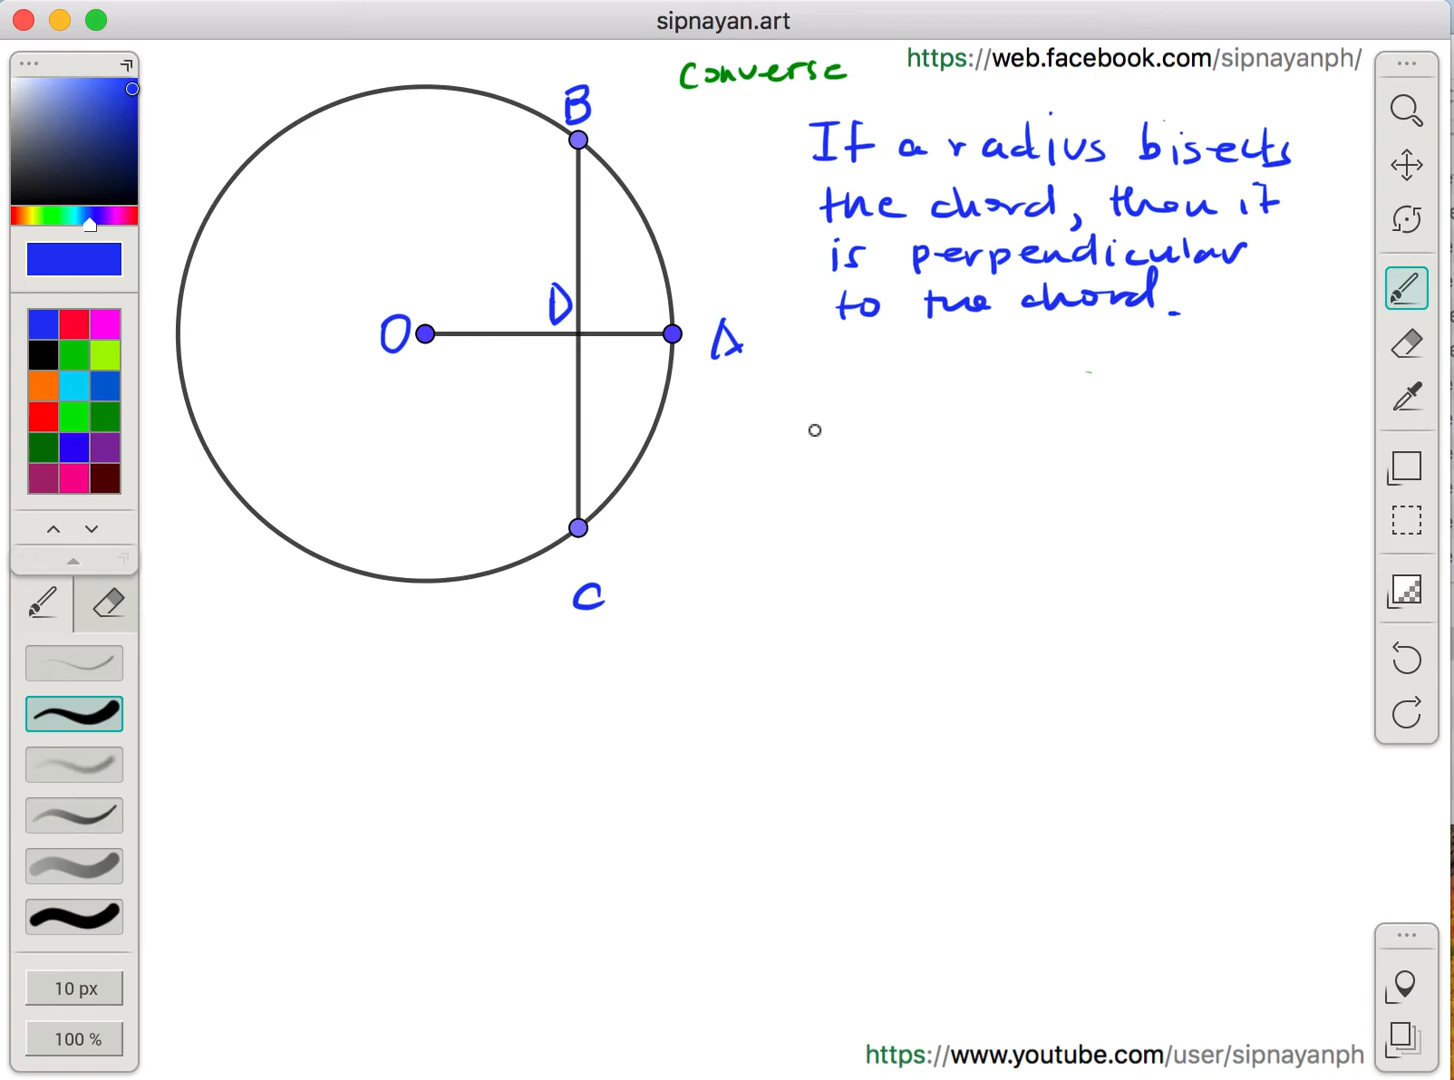 sipnayan.art
https://web.facebook.com/sipnayanph/
Converse
If a radius bisects
the chord, then it
is perpendicular
to the chord.
B
D
O
A
C
10 px
100 %
https://www.youtube.com/user/sipnayanph